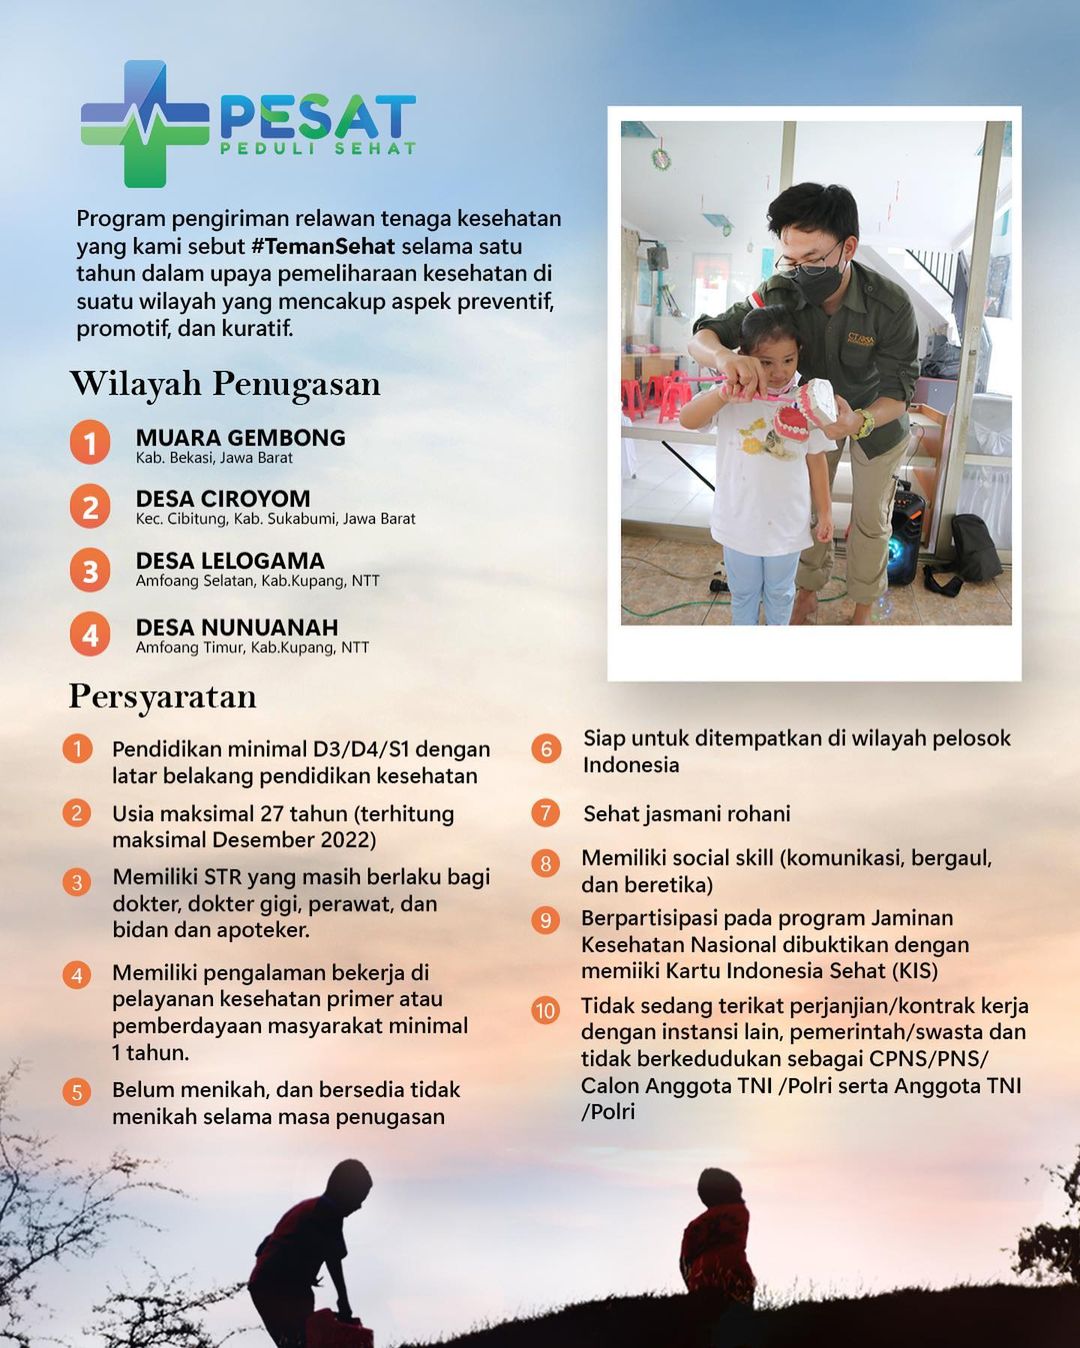 PESAT
PEDULI SEHAT
Program pengiriman relawan tenaga kesehatan
yang kami sebut #TemanSehat selama satu
tahun dalam upaya pemeliharaan kesehatan di
suatu wilayah yang mencakup aspek preventif,
promotif, dan kuratif.
Wilayah Penugasan
1 MUARA GEMBONG
Kab. Bekasi, Jawa Barat
2 DESA CIROYOM
Kec. Cibitung, Kab. Sukabumi, Jawa Barat
3 DESA LELOGAMA
Amfoang Selatan, Kab.Kupang, NTT
4 DESA NUNUANAH
Amfoang Timur, Kab.Kupang, NTT
CTARSA
Persyaratan
1 Pendidikan minimal D3/D4/S1 dengan
latar belakang pendidikan kesehatan
2 Usia maksimal 27 tahun (terhitung
maksimal Desember 2022)
3 Memiliki STR yang masih berlaku bagi
dokter, dokter gigi, perawat, dan
bidan dan apoteker.
4 Memiliki pengalaman bekerja di
pelayanan kesehatan primer atau
pemberdayaan masyarakat minimal
1 tahun.
5 Belum menikah, dan bersedia tidak
menikah selama masa penugasan
6 Siap untuk ditempatkan di wilayah pelosok
Indonesia
7 Sehat jasmani rohani
8 Memiliki social skill (komunikasi, bergaul,
dan beretika)
9 Berpartisipasi pada program Jaminan
Kesehatan Nasional dibuktikan dengan
memiiki Kartu Indonesia Sehat (KIS)
10 Tidak sedang terikat perjanjian/kontrak kerja
dengan instansi lain, pemerintah/swasta dan
tidak berkedudukan sebagai CPNS/PNS/
Calon Anggota TNI /Polri serta Anggota TNI
/Polri